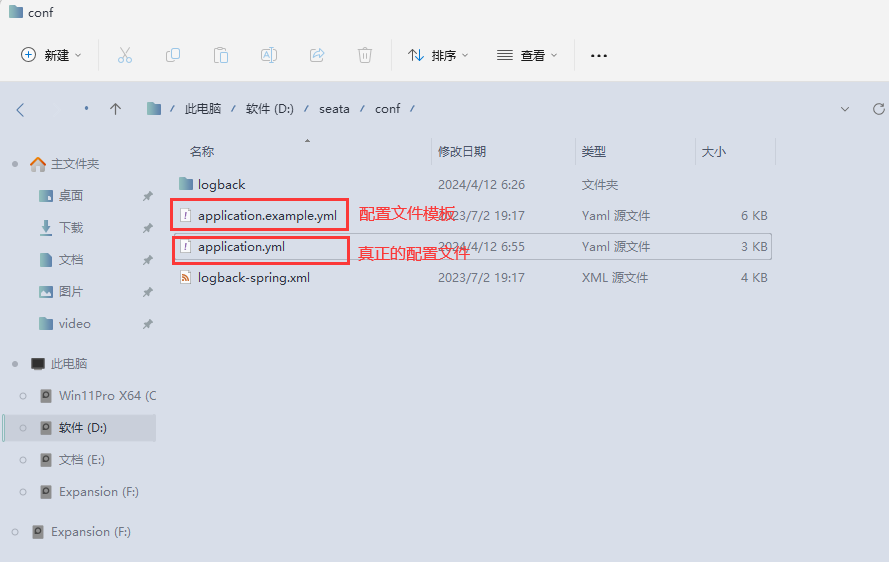 conf
新建
排序
查看
此电脑 / 软件 (D:) / seata / conf /
名称 修改日期 类型 大小
主文件夹
桌面
下载
文档
图片
video
此电脑
Win11Pro X64 (C
软件 (D:)
文档 (E:)
Expansion (F:)
Expansion (F:)
logback 2024/4/12 6:26 文件夹
application.example.yml 配置文件模板 2023/7/2 19:17 Yaml 源文件 6 KB
application.yml 真正的配置文件 2024/4/12 6:55 Yaml 源文件 3 KB
logback-spring.xml 2023/7/2 19:17 XML 源文件 4 KB